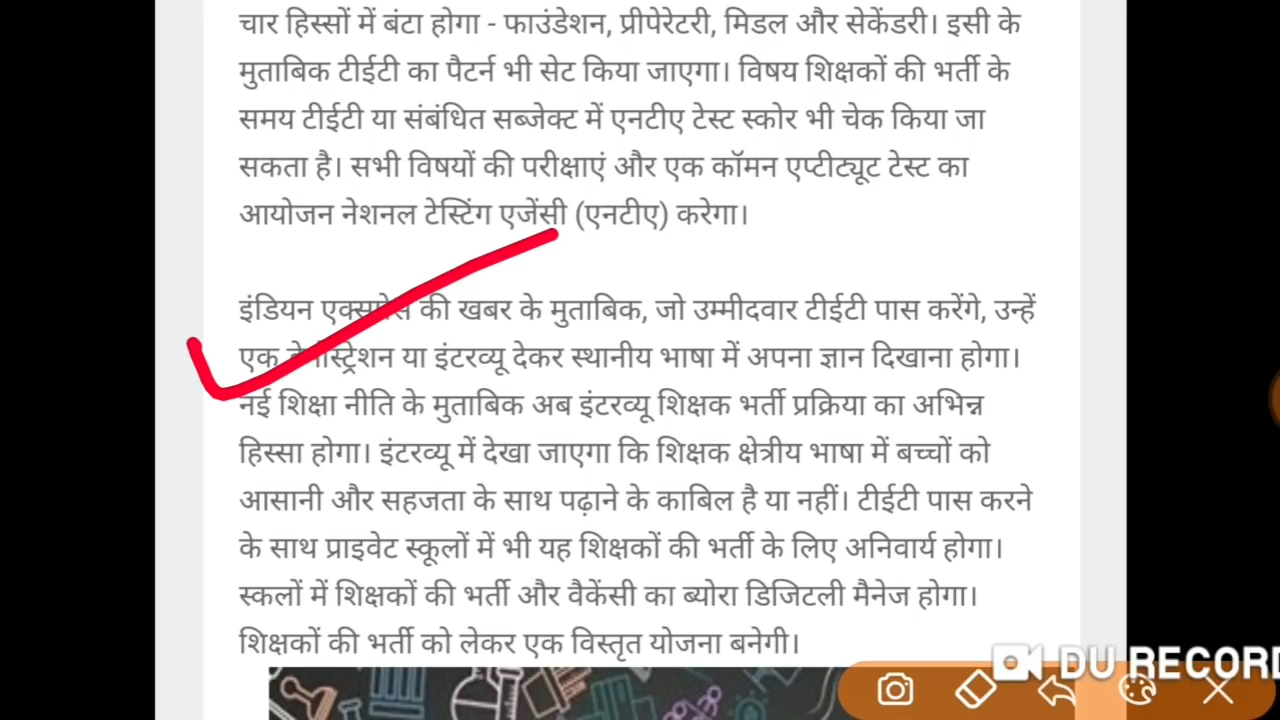 चार हिस्सों में बंटा होगा - फाउंडेशन, प्रीपेरेटरी, मिडल और सेकेंडरी। इसी के
मुताबिक टीईटी का पैटर्न भी सेट किया जाएगा। विषय शिक्षकों की भर्ती के
समय टीईटी या संबंधित सब्जेक्ट में एनटीए टेस्ट स्कोर भी चेक किया जा
सकता है। सभी विषयों की परीक्षाएं और एक कॉमन एप्टीट्यूट टेस्ट का
आयोजन नेशनल टेस्टिंग एजेंसी (एनटीए) करेगा।
इंडियन एक्सप्रेस की खबर के मुताबिक, जो उम्मीदवार टीईटी पास करेंगे, उन्हें
एक या इंटरव्यू देकर स्थानीय भाषा में अपना ज्ञान दिखाना होगा।
नई शिक्षा नीति के मुताबिक अब इंटरव्यू शिक्षक भर्ती प्रक्रिया का अभिन्न
हिस्सा होगा। इंटरव्यू में देखा जाएगा कि शिक्षक क्षेत्रीय भाषा में बच्चों को
आसानी और सहजता के साथ पढ़ाने के काबिल है या नहीं। टीईटी पास करने
के साथ प्राइवेट स्कूलों में भी यह शिक्षकों की भर्ती के लिए अनिवार्य होगा।
स्कलों में शिक्षकों की भर्ती और वैकेंसी का ब्योरा डिजिटली मैनेज होगा।
शिक्षकों की भर्ती को लेकर एक विस्तृत योजना बनेगी।
DU RECORD